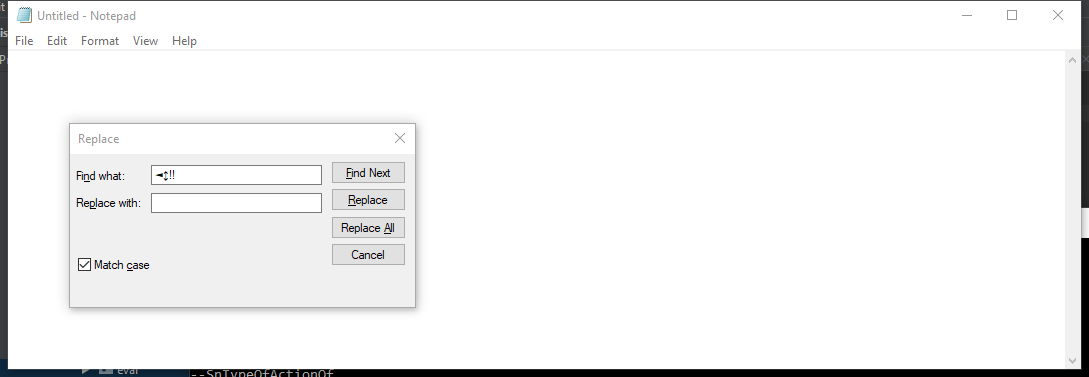 Untitled - Notepad
File Edit Format View Help
Replace
Find what: ◄↕‼ Find Next
Replace with: Replace
Replace All
Cancel
Match case
eval
--SpTypeOfActionOf